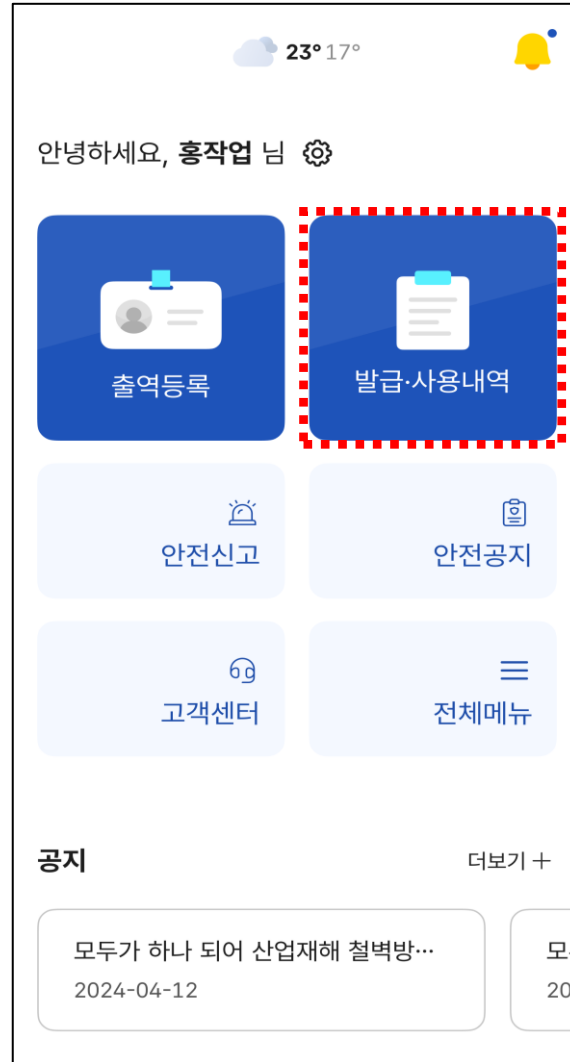 23° 17°
안녕하세요, 홍작업 님
출역등록
발급·사용내역
안전신고
안전공지
고객센터
전체메뉴
공지
더보기 +
모두가 하나 되어 산업재해 철벽방…
2024-04-12
모
20